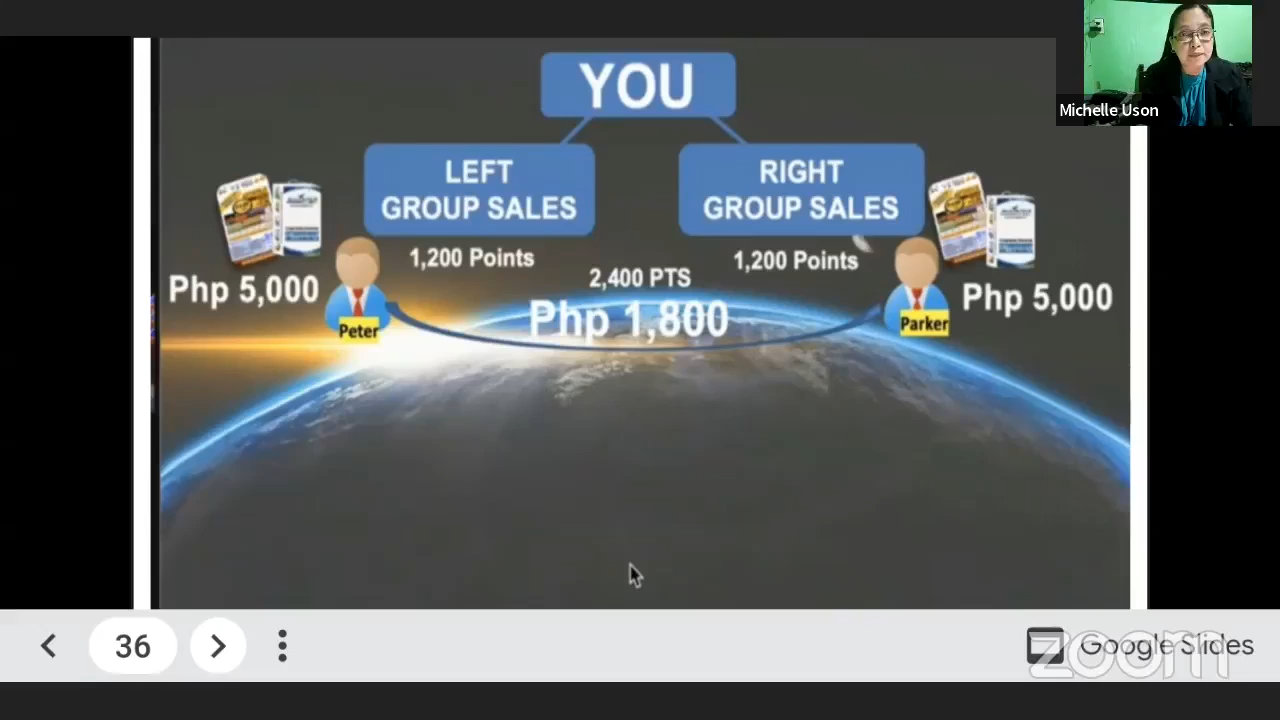 YOU
Michelle Uson
LEFT
GROUP SALES
RIGHT
GROUP SALES
1,200 Points
1,200 Points
2,400 PTS
Php 5,000
Php 1,800
Php 5,000
Peter
Parker
36
Google Slides
zoom